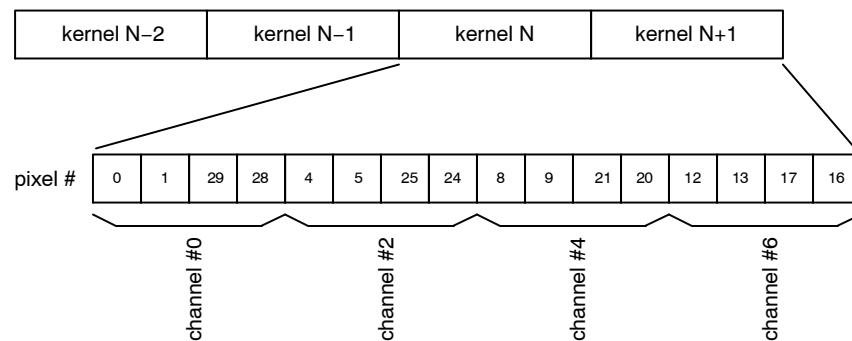 kernel N−2 kernel N−1 kernel N kernel N+1
pixel # 0 1 29 28 4 5 25 24 8 9 21 20 12 13 17 16
channel #0 channel #2 channel #4 channel #6